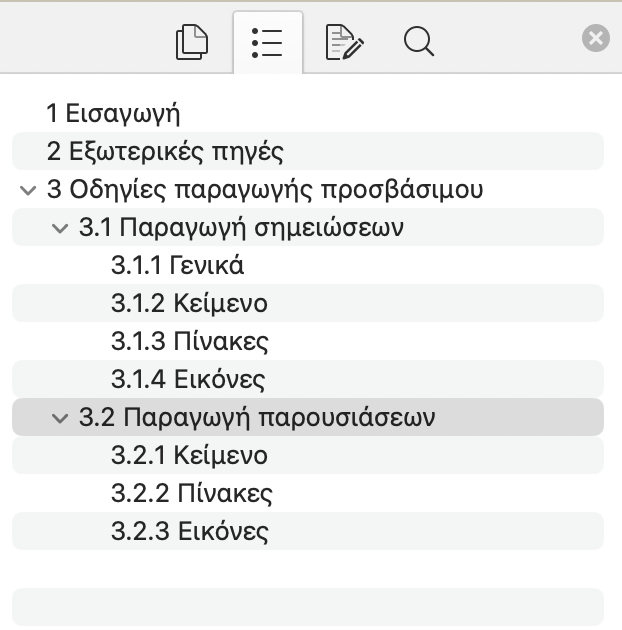 1 Εισαγωγή
2 Εξωτερικές πηγές
3 Οδηγίες παραγωγής προσβάσιμου
3.1 Παραγωγή σημειώσεων
3.1.1 Γενικά
3.1.2 Κείμενο
3.1.3 Πίνακες
3.1.4 Εικόνες
3.2 Παραγωγή παρουσιάσεων
3.2.1 Κείμενο
3.2.2 Πίνακες
3.2.3 Εικόνες